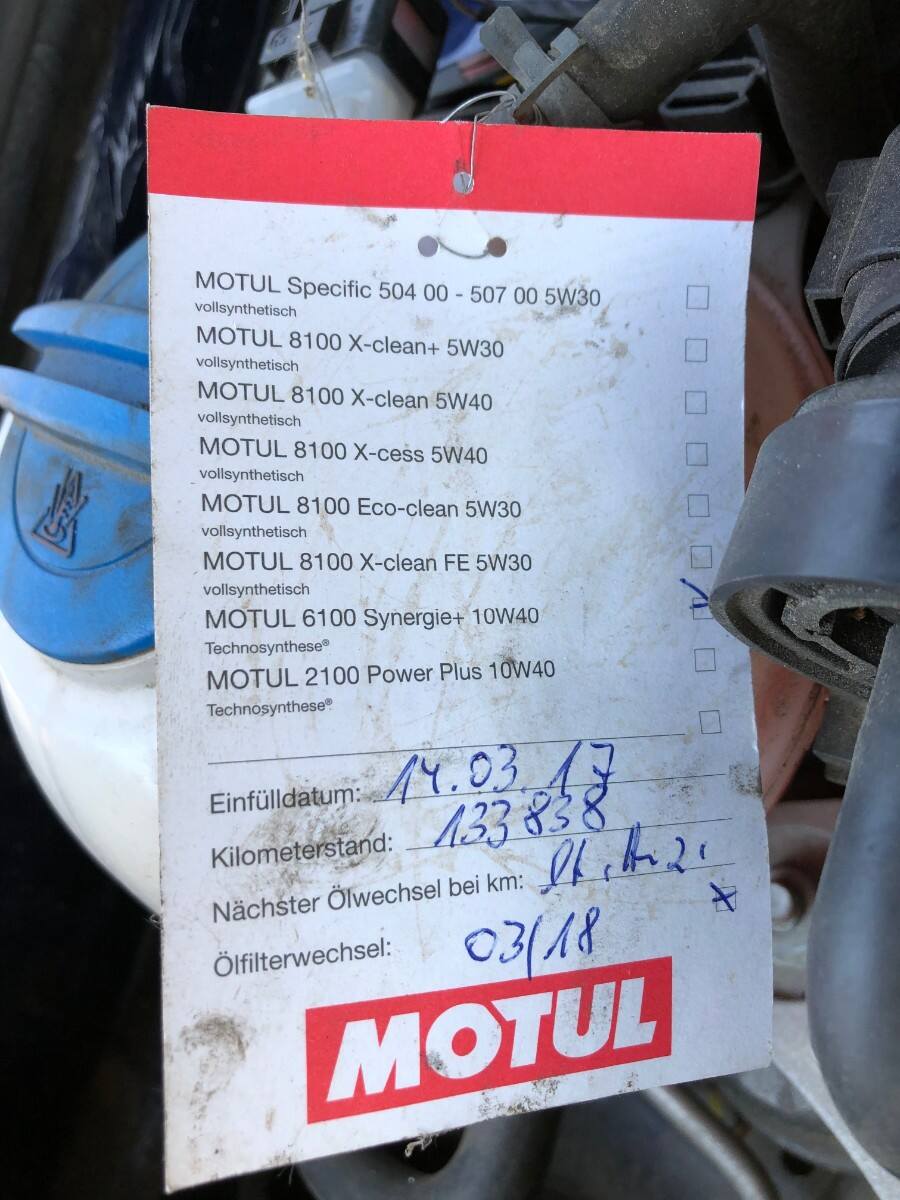 MOTUL Specific 504 00 - 507 00 5W30
vollsynthetisch
MOTUL 8100 X-clean+ 5W30
vollsynthetisch
MOTUL 8100 X-clean 5W40
vollsynthetisch
MOTUL 8100 X-cess 5W40
vollsynthetisch
MOTUL 8100 Eco-clean 5W30
vollsynthetisch
MOTUL 8100 X-clean FE 5W30
vollsynthetisch
MOTUL 6100 Synergie+ 10W40
Technosynthese®
MOTUL 2100 Power Plus 10W40
Technosynthese®
Einfülldatum: 14.03.17
Kilometerstand: 133838
Nächster Ölwechsel bei km:
Ölfilterwechsel: 03/18
MOTUL